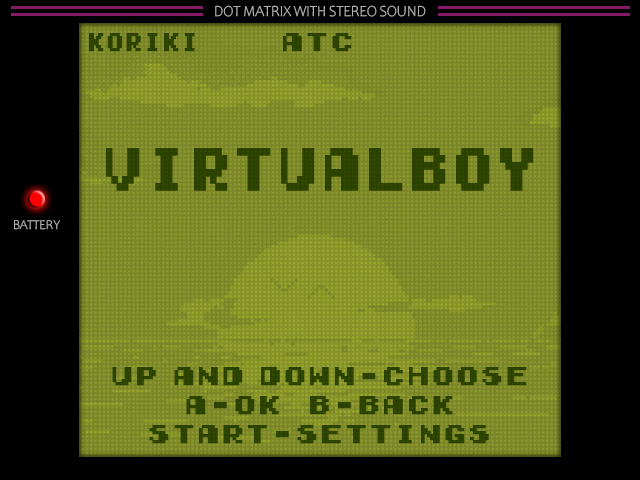 DOT MATRIX WITH STEREO SOUND
KORIKI ATC
VIRTUALBOY
BATTERY
UP AND DOWN-CHOOSE
A-OK B-BACK
START-SETTINGS